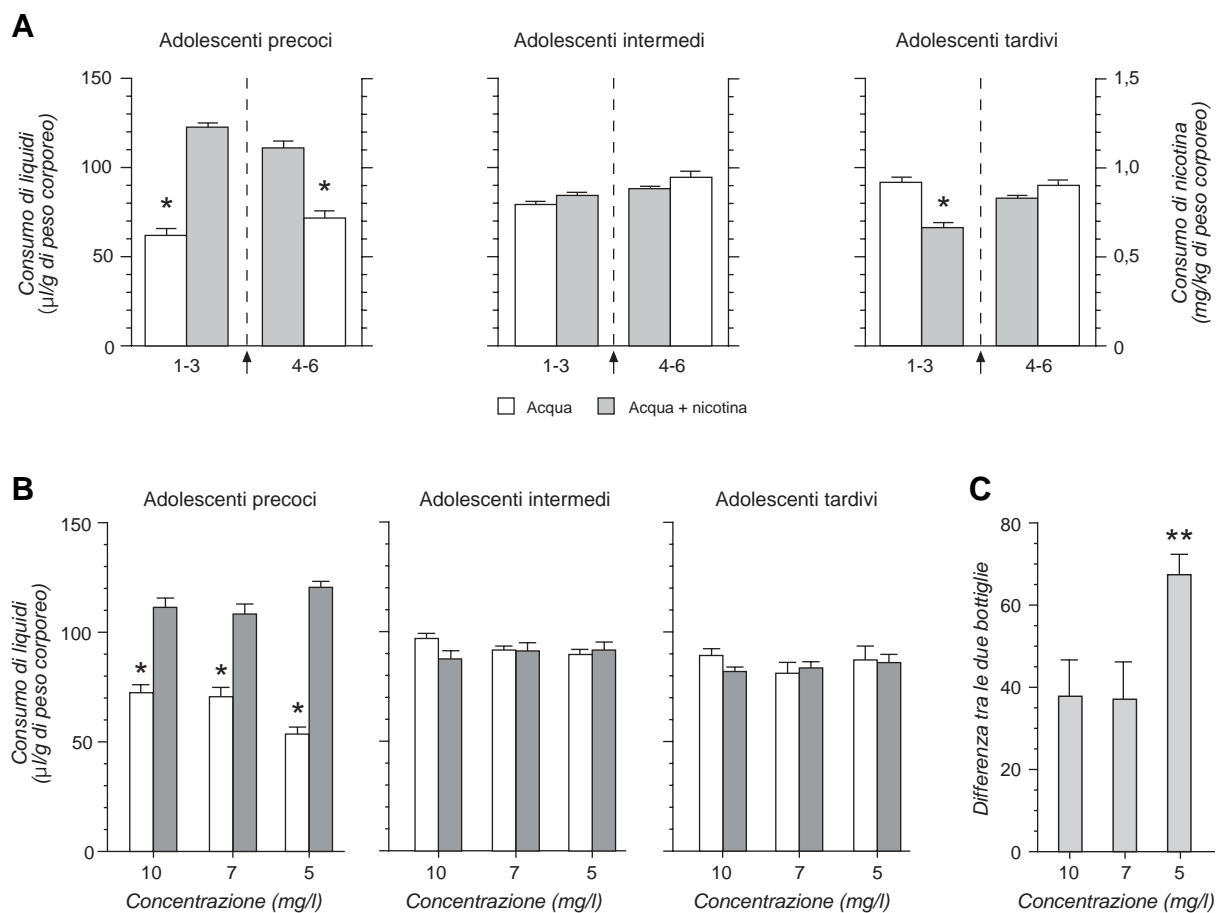 A
Adolescenti precoci
Adolescenti intermedi
Adolescenti tardivi
Consumo di liquidi
(µl/g di peso corporeo)
150
100
50
0
*
*
1-3
4-6
1-3
4-6
*
1-3
4-6
1,5
1,0
0,5
0
Consumo di nicotina
(mg/kg di peso corporeo)
Acqua
Acqua + nicotina
B
Adolescenti precoci
Adolescenti intermedi
Adolescenti tardivi
Consumo di liquidi
(µl/g di peso corporeo)
150
100
50
0
*
*
*
10
7
5
Concentrazione (mg/l)
10
7
5
Concentrazione (mg/l)
10
7
5
Concentrazione (mg/l)
C
Differenza tra le due bottiglie
80
60
40
20
0
**
10
7
5
Concentrazione (mg/l)